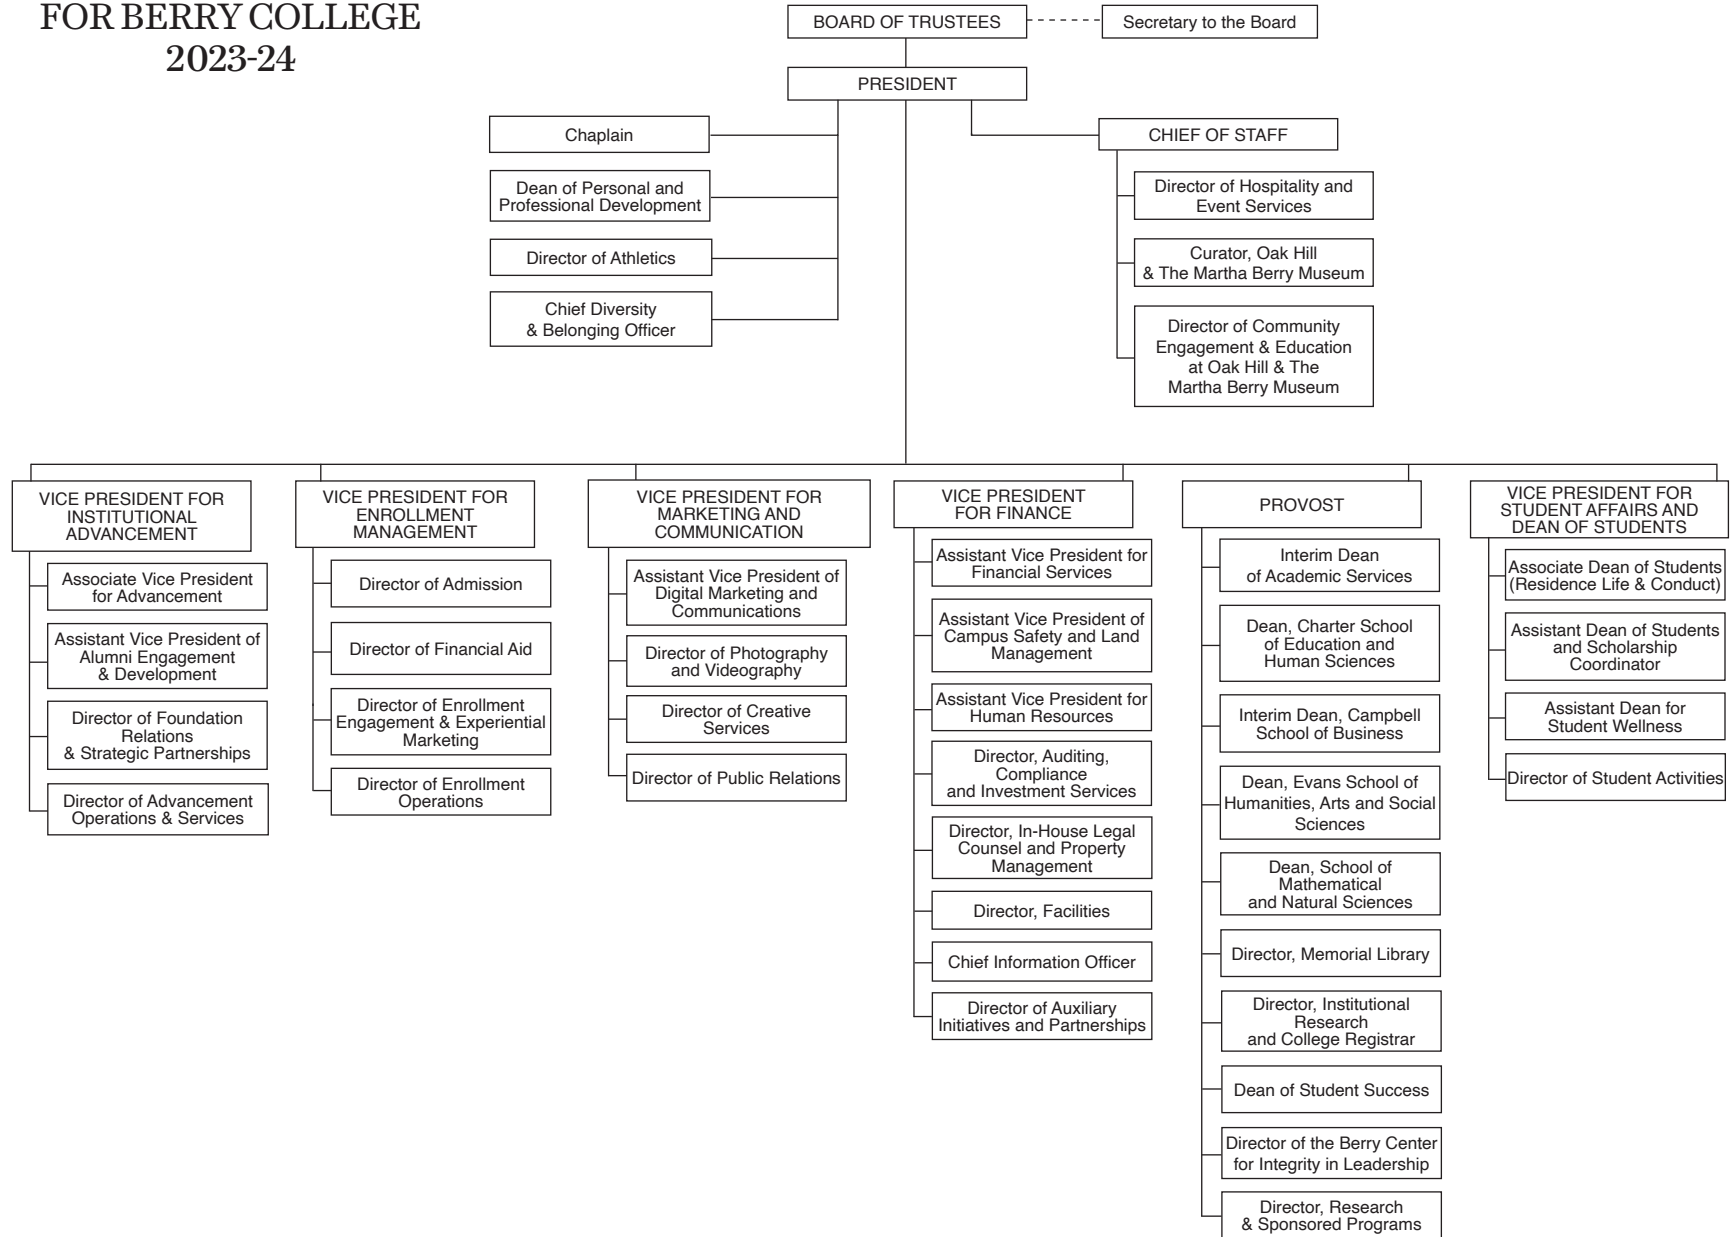 FOR BERRY COLLEGE
2023-24
BOARD OF TRUSTEES
Secretary to the Board
PRESIDENT
Chaplain
Dean of Personal and
Professional Development
Director of Athletics
Chief Diversity
& Belonging Officer
CHIEF OF STAFF
Director of Hospitality and
Event Services
Curator, Oak Hill
& The Martha Berry Museum
Director of Community
Engagement & Education
at Oak Hill & The
Martha Berry Museum
VICE PRESIDENT FOR
INSTITUTIONAL
ADVANCEMENT
Associate Vice President
for Advancement
Assistant Vice President of
Alumni Engagement
& Development
Director of Foundation
Relations
& Strategic Partnerships
Director of Advancement
Operations & Services
VICE PRESIDENT FOR
ENROLLMENT
MANAGEMENT
Director of Admission
Director of Financial Aid
Director of Enrollment
Engagement & Experiential
Marketing
Director of Enrollment
Operations
VICE PRESIDENT FOR
MARKETING AND
COMMUNICATION
Assistant Vice President of
Digital Marketing and
Communications
Director of Photography
and Videography
Director of Creative
Services
Director of Public Relations
VICE PRESIDENT
FOR FINANCE
Assistant Vice President for
Financial Services
Assistant Vice President of
Campus Safety and Land
Management
Assistant Vice President for
Human Resources
Director, Auditing,
Compliance
and Investment Services
Director, In-House Legal
Counsel and Property
Management
Director, Facilities
Chief Information Officer
Director of Auxiliary
Initiatives and Partnerships
PROVOST
Interim Dean
of Academic Services
Dean, Charter School
of Education and
Human Sciences
Interim Dean, Campbell
School of Business
Dean, Evans School of
Humanities, Arts and Social
Sciences
Dean, School of
Mathematical
and Natural Sciences
Director, Memorial Library
Director, Institutional
Research
and College Registrar
Dean of Student Success
Director of the Berry Center
for Integrity in Leadership
Director, Research
& Sponsored Programs
VICE PRESIDENT FOR
STUDENT AFFAIRS AND
DEAN OF STUDENTS
Associate Dean of Students
(Residence Life & Conduct)
Assistant Dean of Students
and Scholarship
Coordinator
Assistant Dean for
Student Wellness
Director of Student Activities